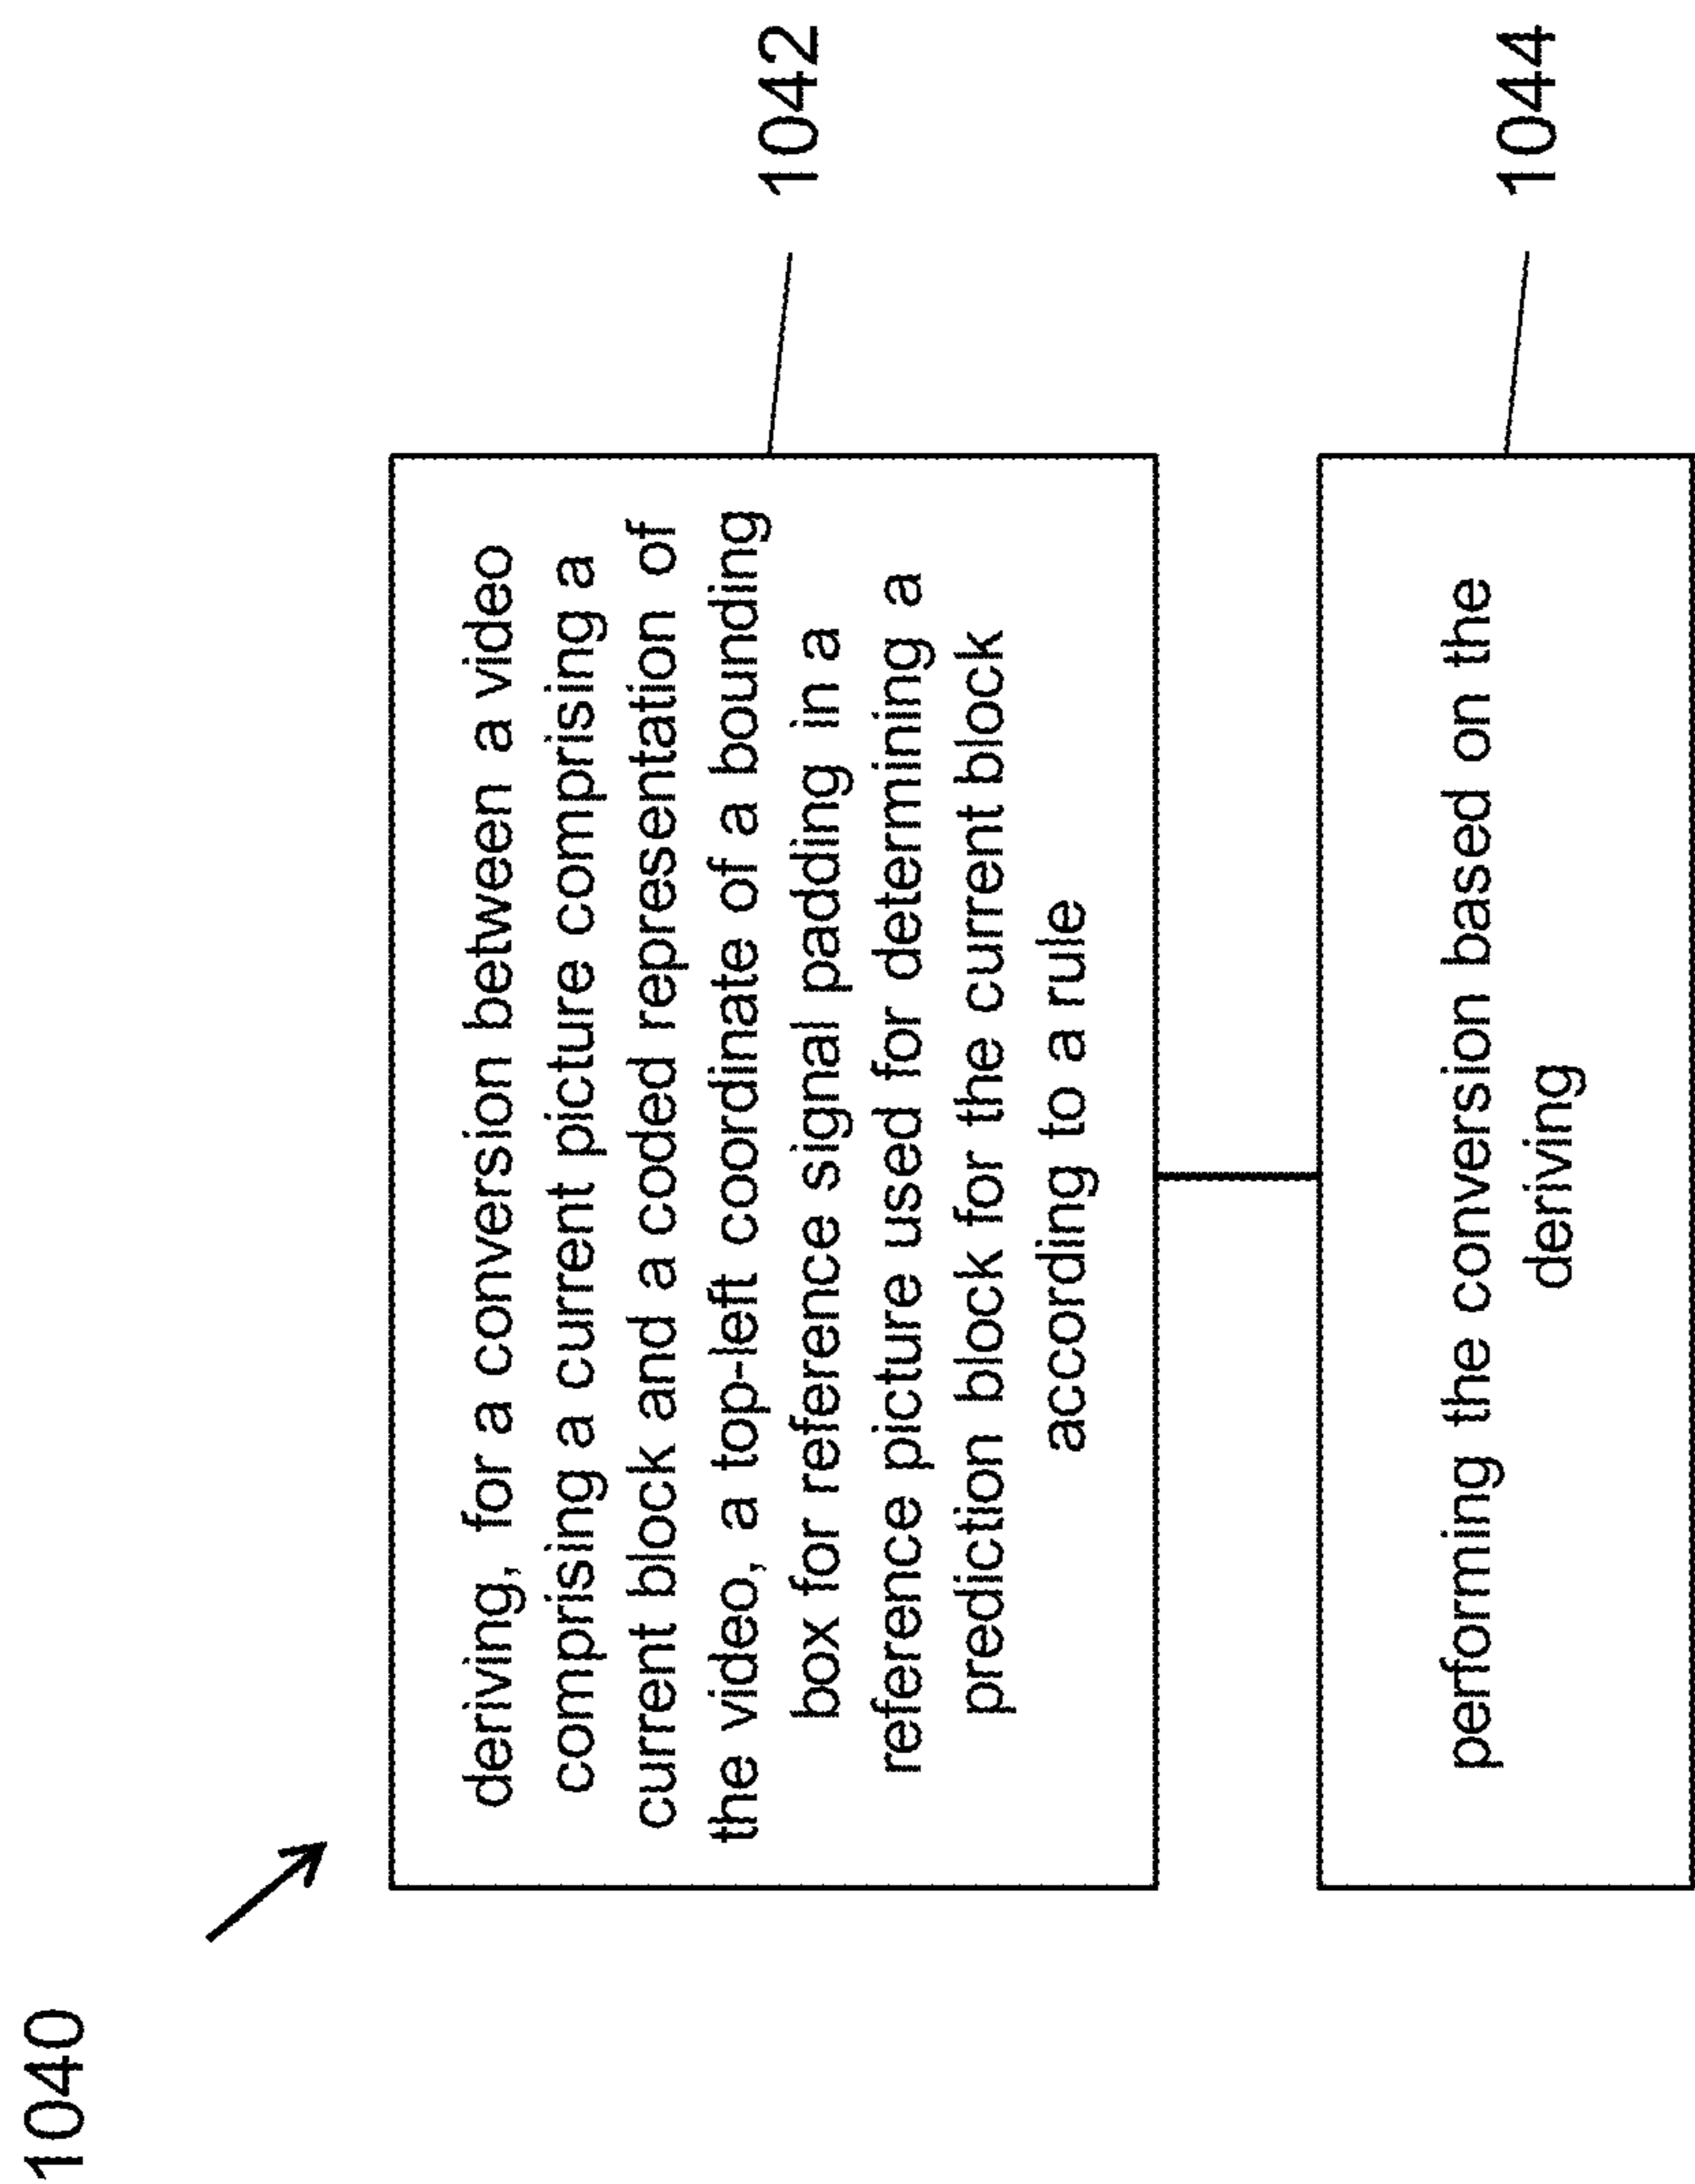 1040
deriving, for a conversion between a video
comprising a current picture comprising a
current block and a coded representation of
the video, a top-left coordinate of a bounding
box for reference signal padding in a
reference picture used for determining a
prediction block for the current block
according to a rule
1042
performing the conversion based on the
deriving
1044